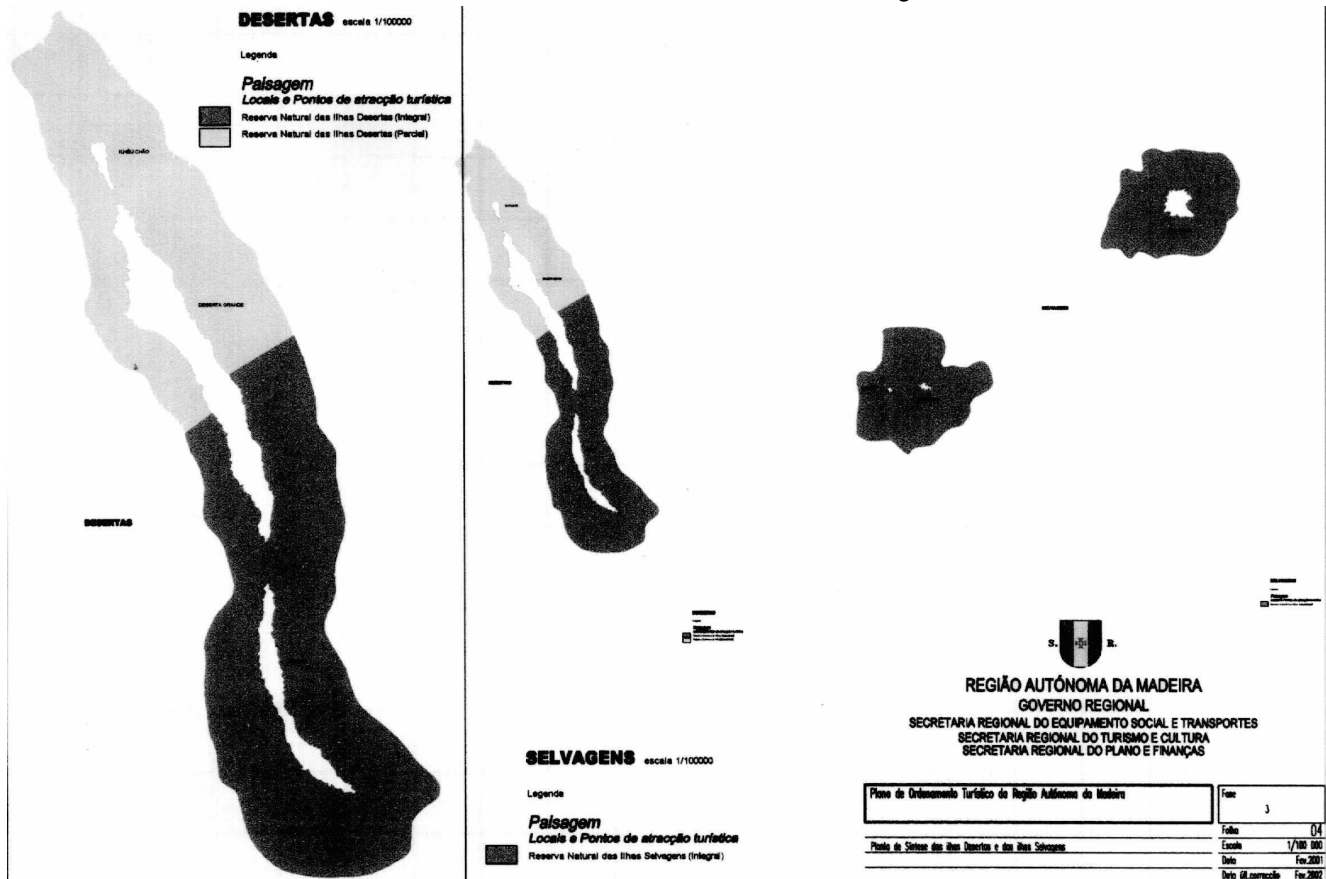 DESERTAS escala 1/100000
Legenda
Paisagem
Locais e Pontos de atracção turística
Reserva Natural das Ilhas Desertas (Integral)
Reserva Natural das Ilhas Desertas (Parcial)
ILHÉU CHÃO
DESERTA GRANDE
DESERTAS
DESERTAS
SELVAGENS
SELVAGENS escala 1/100000
Legenda
Paisagem
Locais e Pontos de atracção turística
Reserva Natural das Ilhas Selvagens (Integral)
S. R.
REGIÃO AUTÓNOMA DA MADEIRA
GOVERNO REGIONAL
SECRETARIA REGIONAL DO EQUIPAMENTO SOCIAL E TRANSPORTES
SECRETARIA REGIONAL DO TURISMO E CULTURA
SECRETARIA REGIONAL DO PLANO E FINANÇAS
Plano de Ordenamento Turístico da Região Autónoma da Madeira
Fase
3
Planta de Síntese das ilhas Desertas e das ilhas Selvagens
Folha 04
Escala 1/100 000
Data Fev.2001
Data últ.correcção Fev.2002